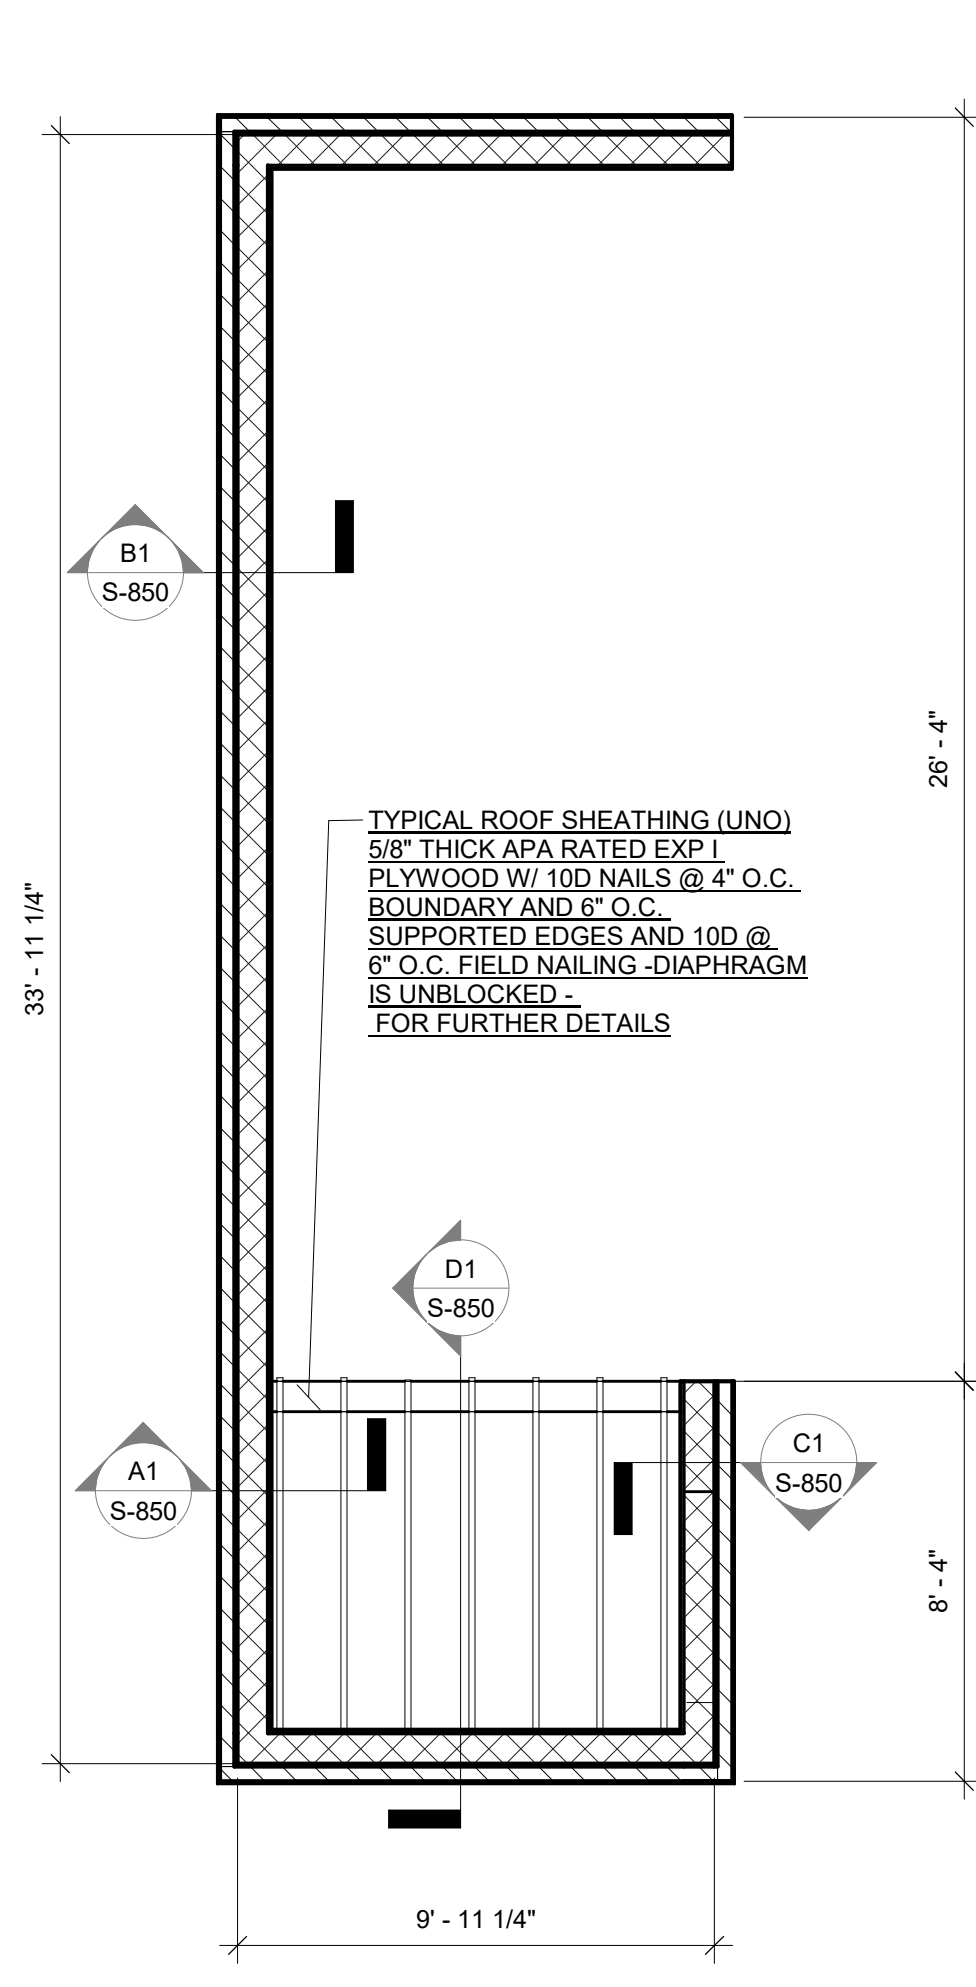 B1
S-850
26' - 4"
TYPICAL ROOF SHEATHING (UNO)
5/8" THICK APA RATED EXP I
PLYWOOD W/ 10D NAILS @ 4" O.C.
BOUNDARY AND 6" O.C.
SUPPORTED EDGES AND 10D @
6" O.C. FIELD NAILING -DIAPHRAGM
IS UNBLOCKED -
FOR FURTHER DETAILS
33' - 11 1/4"
D1
S-850
A1
S-850
C1
S-850
8' - 4"
9' - 11 1/4"